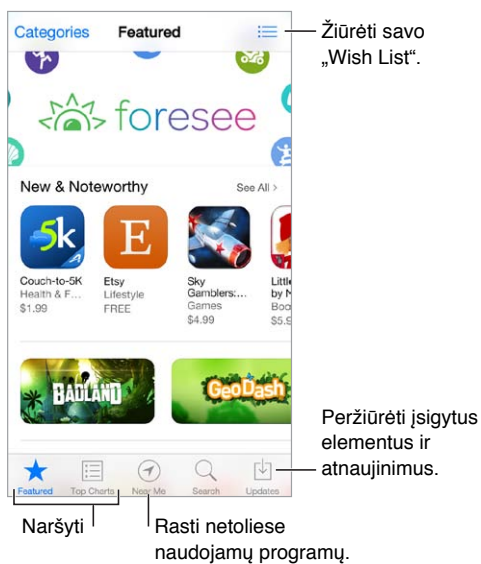 Categories Featured
Žiūrėti savo
„Wish List“.
foresee
New & Noteworthy See All >
5k
E
Couch-to-5K
Health & F...
$1.99
Etsy
Lifestyle
FREE
Sky
Gamblers:...
Games
$4.99
Littl
by M
Boo
$5.9
BADLAND
GeoDash
Peržiūrėti įsigytus
elementus ir
atnaujinimus.
Featured Top Charts Near Me Search Updates
Naršyti
Rasti netoliese
naudojamų programų.